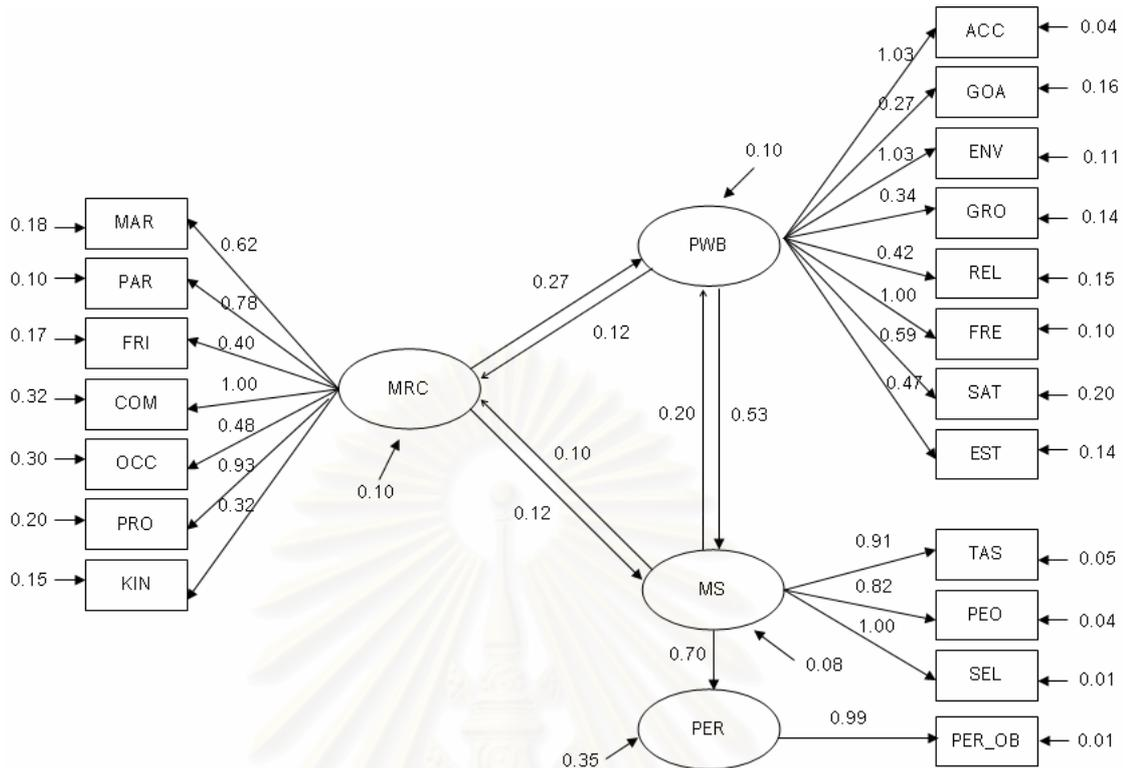 ACC
0.04
1.03
GOA
0.16
0.27
ENV
0.11
1.03
GRO
0.14
0.34
REL
0.15
0.42
FRE
0.10
1.00
SAT
0.20
0.59
EST
0.14
0.47
0.10
PWB
0.18
MAR
0.62
0.10
PAR
0.78
0.17
FRI
0.40
0.32
COM
1.00
0.30
OCC
0.48
0.20
PRO
0.93
0.15
KIN
0.32
MRC
0.10
0.27
0.12
0.20
0.53
0.10
0.12
MS
0.08
0.91
TAS
0.05
0.82
PEO
0.04
1.00
SEL
0.01
0.70
PER
0.35
0.99
PER_OB
0.01